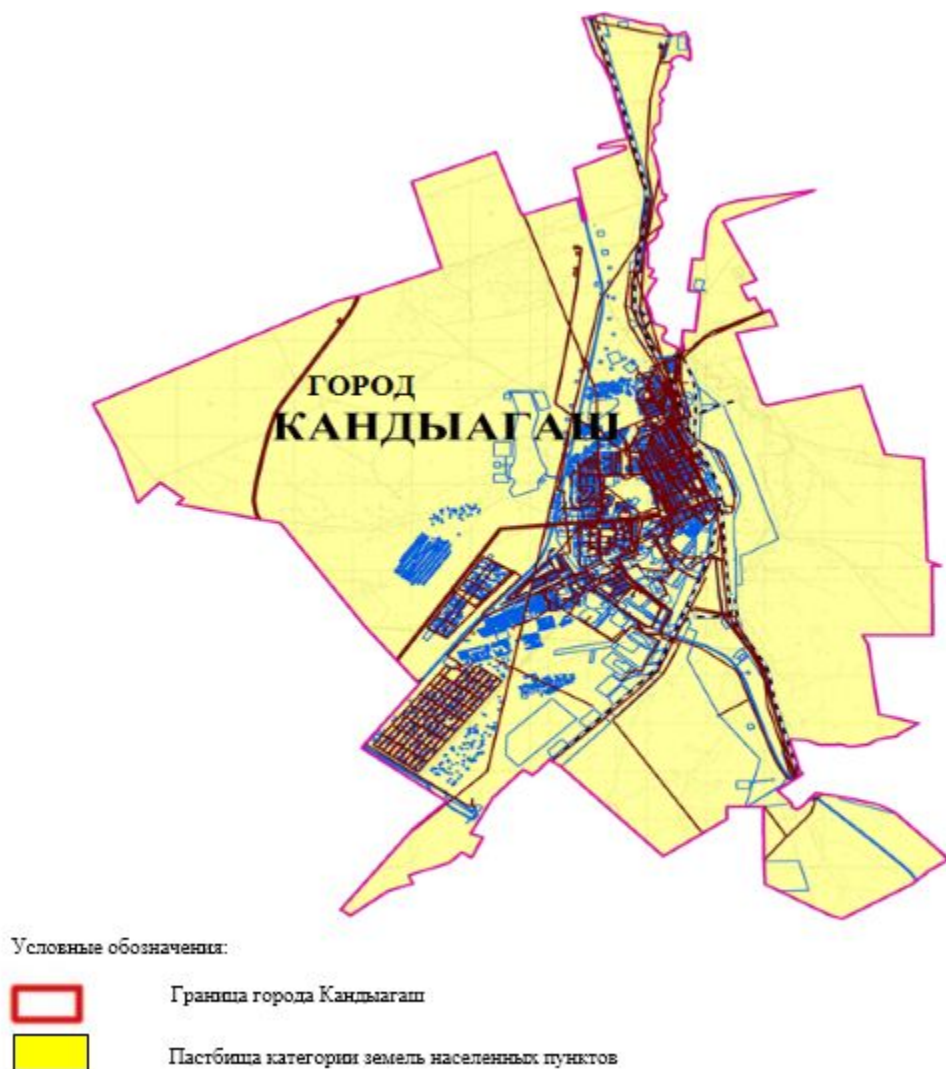 ГОРОД
КАНДЫАГАШ
Условные обозначения:
Граница города Кандыагаш
Пастбища категории земель населенных пунктов